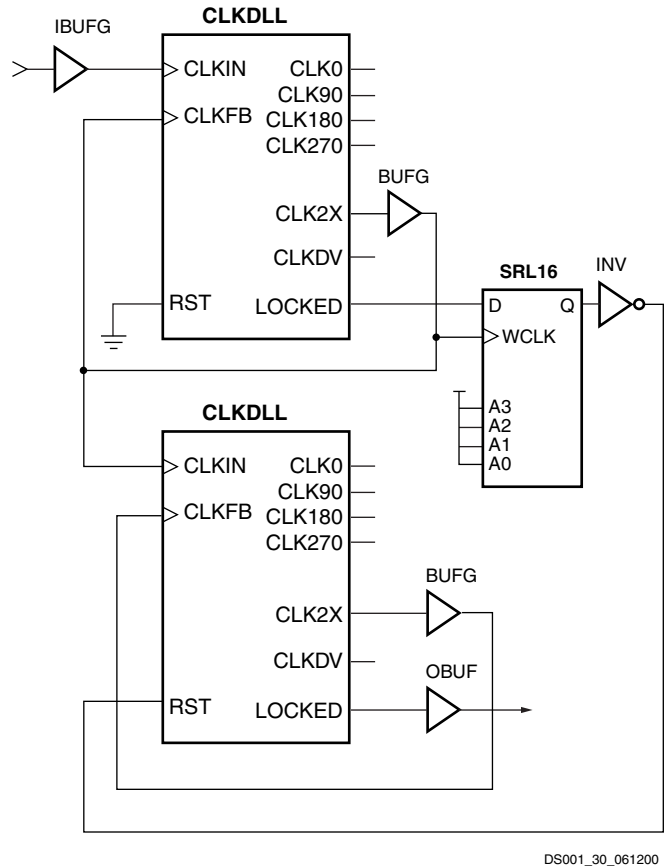 CLKDLL
IBUFG
CLKIN
CLKFB
RST
CLK0
CLK90
CLK180
CLK270
CLK2X
CLKDV
LOCKED
BUFG
SRL16
D
Q
WCLK
A3
A2
A1
A0
INV
CLKDLL
CLKIN
CLKFB
RST
CLK0
CLK90
CLK180
CLK270
CLK2X
CLKDV
LOCKED
BUFG
OBUF
DS001_30_061200